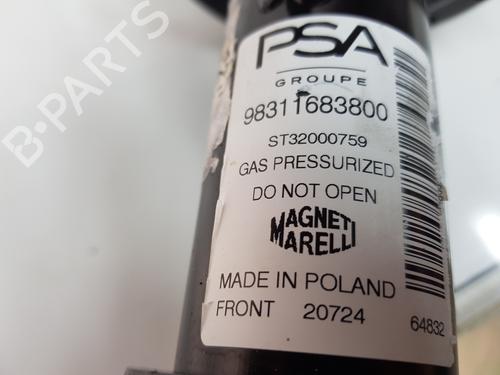 PSA
GROUPE
98311683800
ST32000759
GAS PRESSURIZED
DO NOT OPEN
MAGNETI
MARELLI
MADE IN POLAND
FRONT 20724
64832
B-PARTS